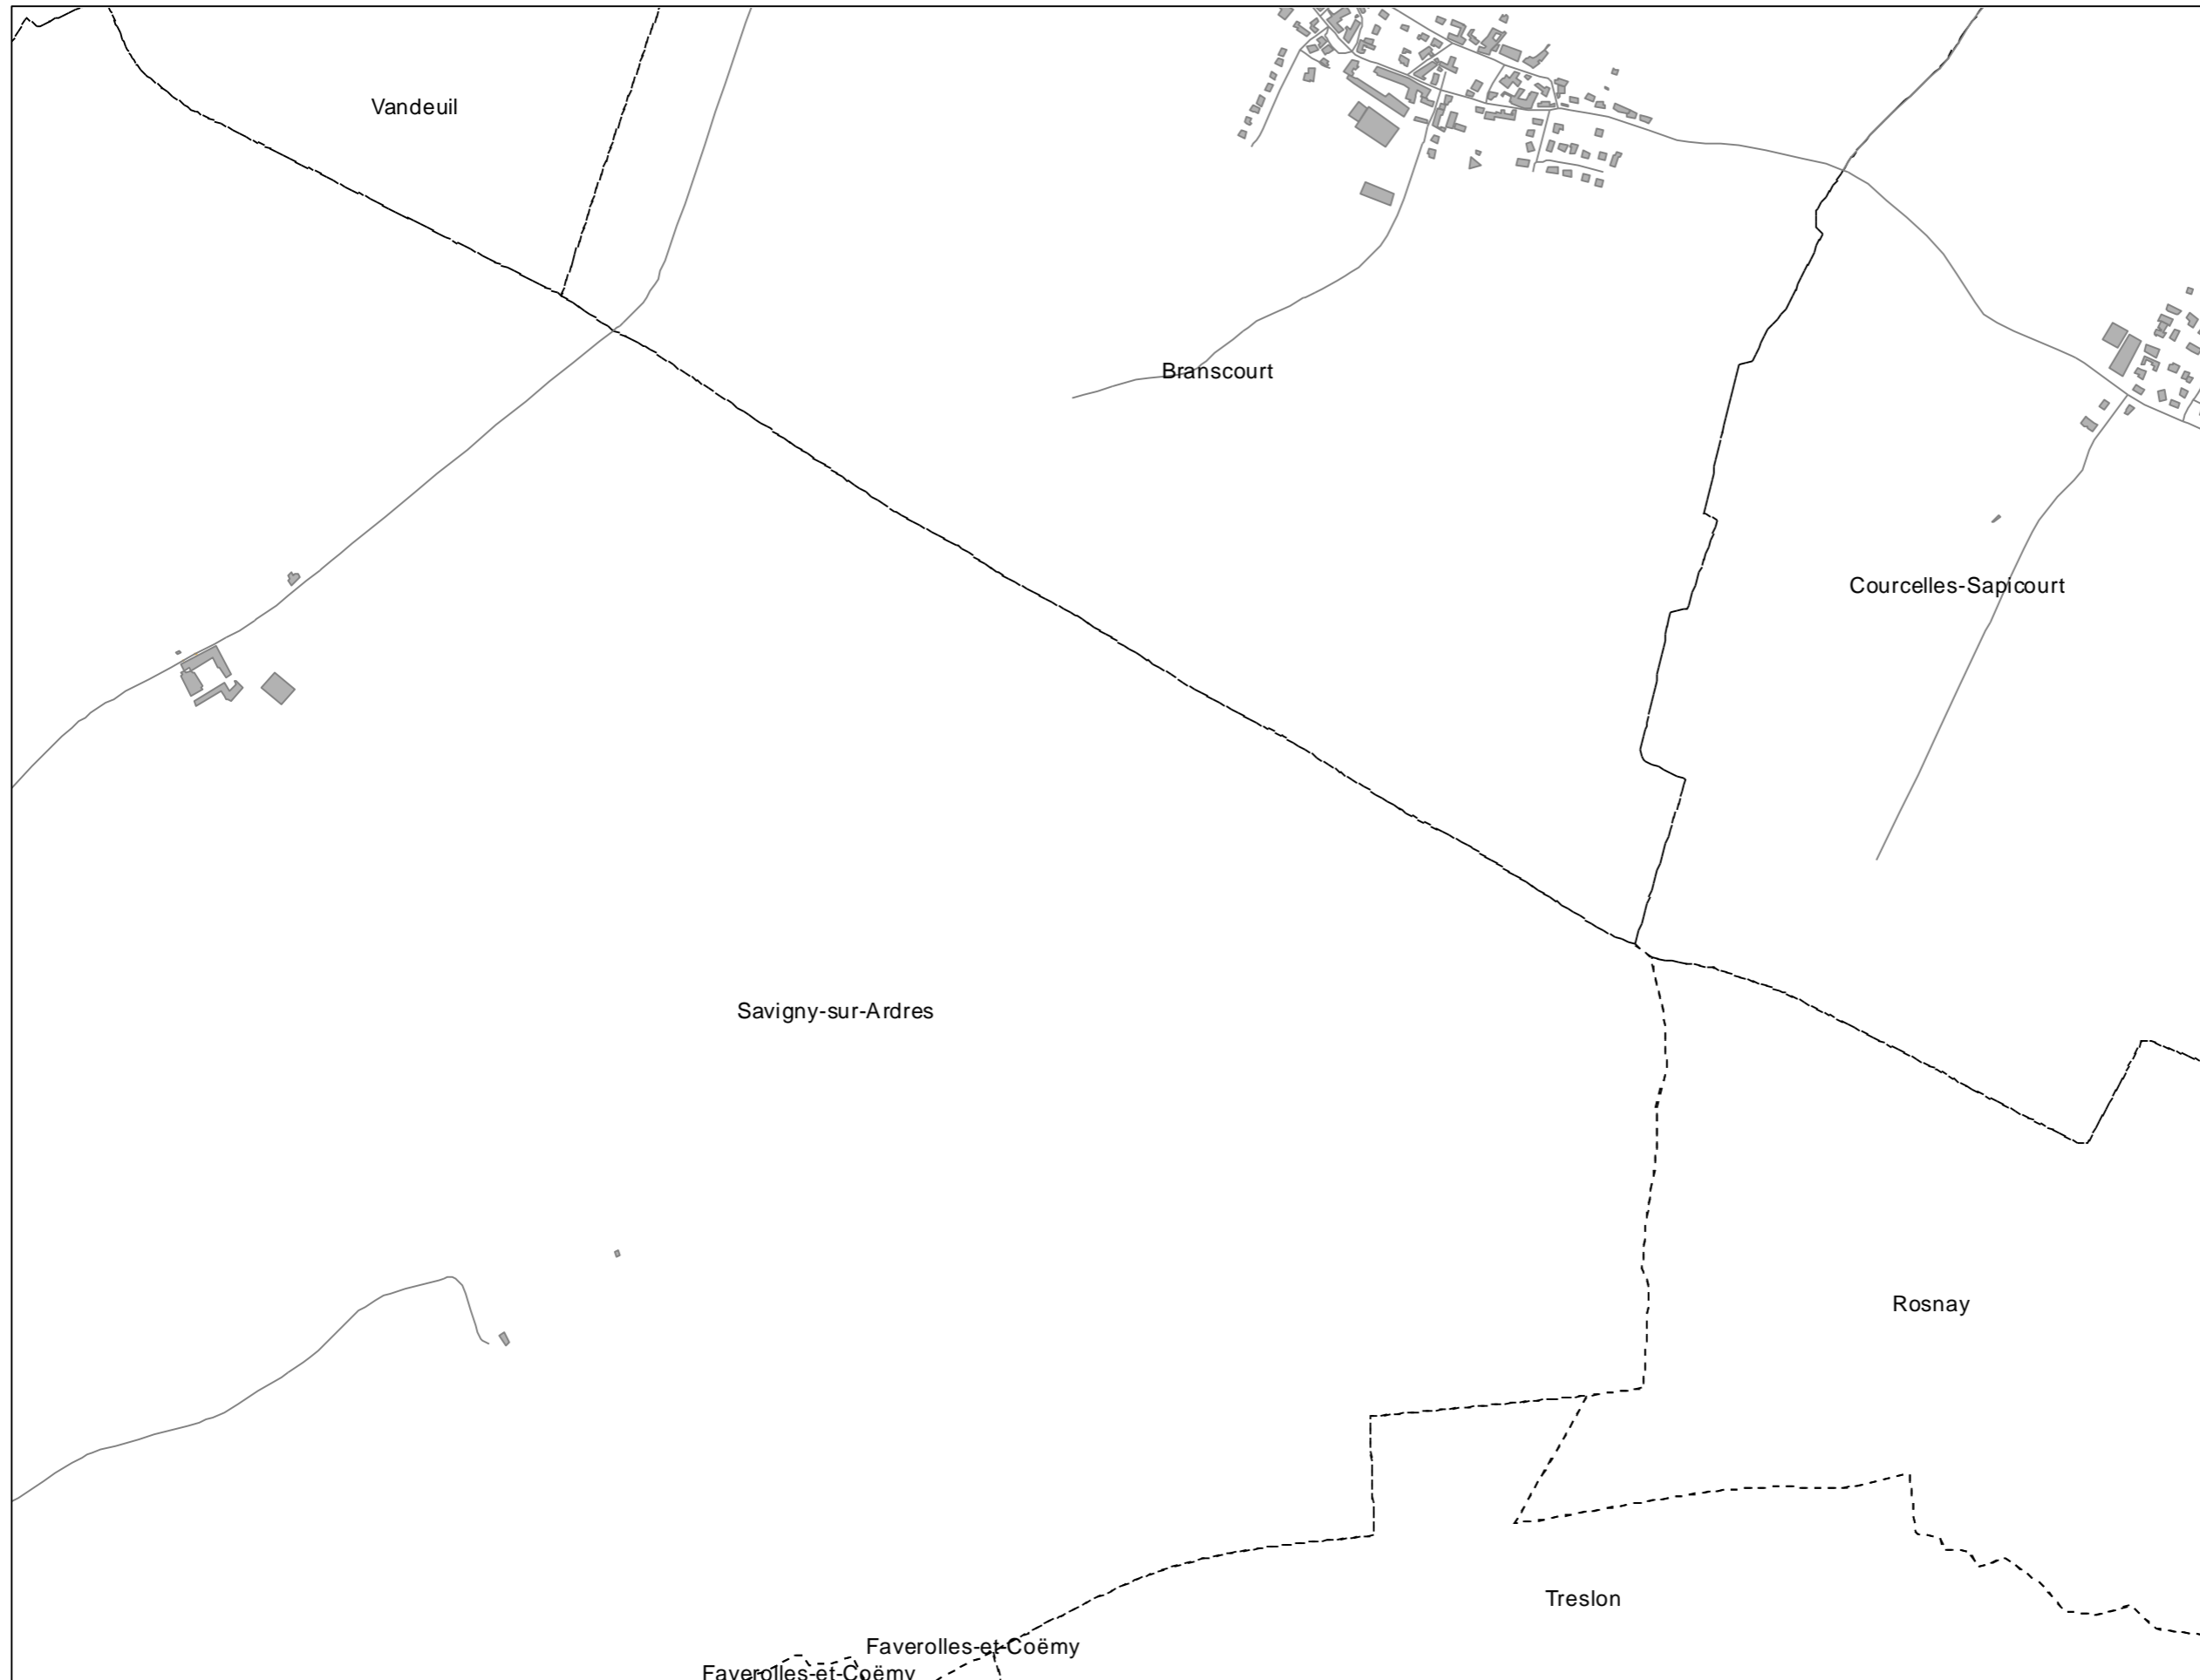 Vandeuil
Branscourt
Courcelles-Sapicourt
Savigny-sur-Ardres
Rosnay
Treslon
Faverolles-et-Coëmy
Faverolles-et-Coëmy